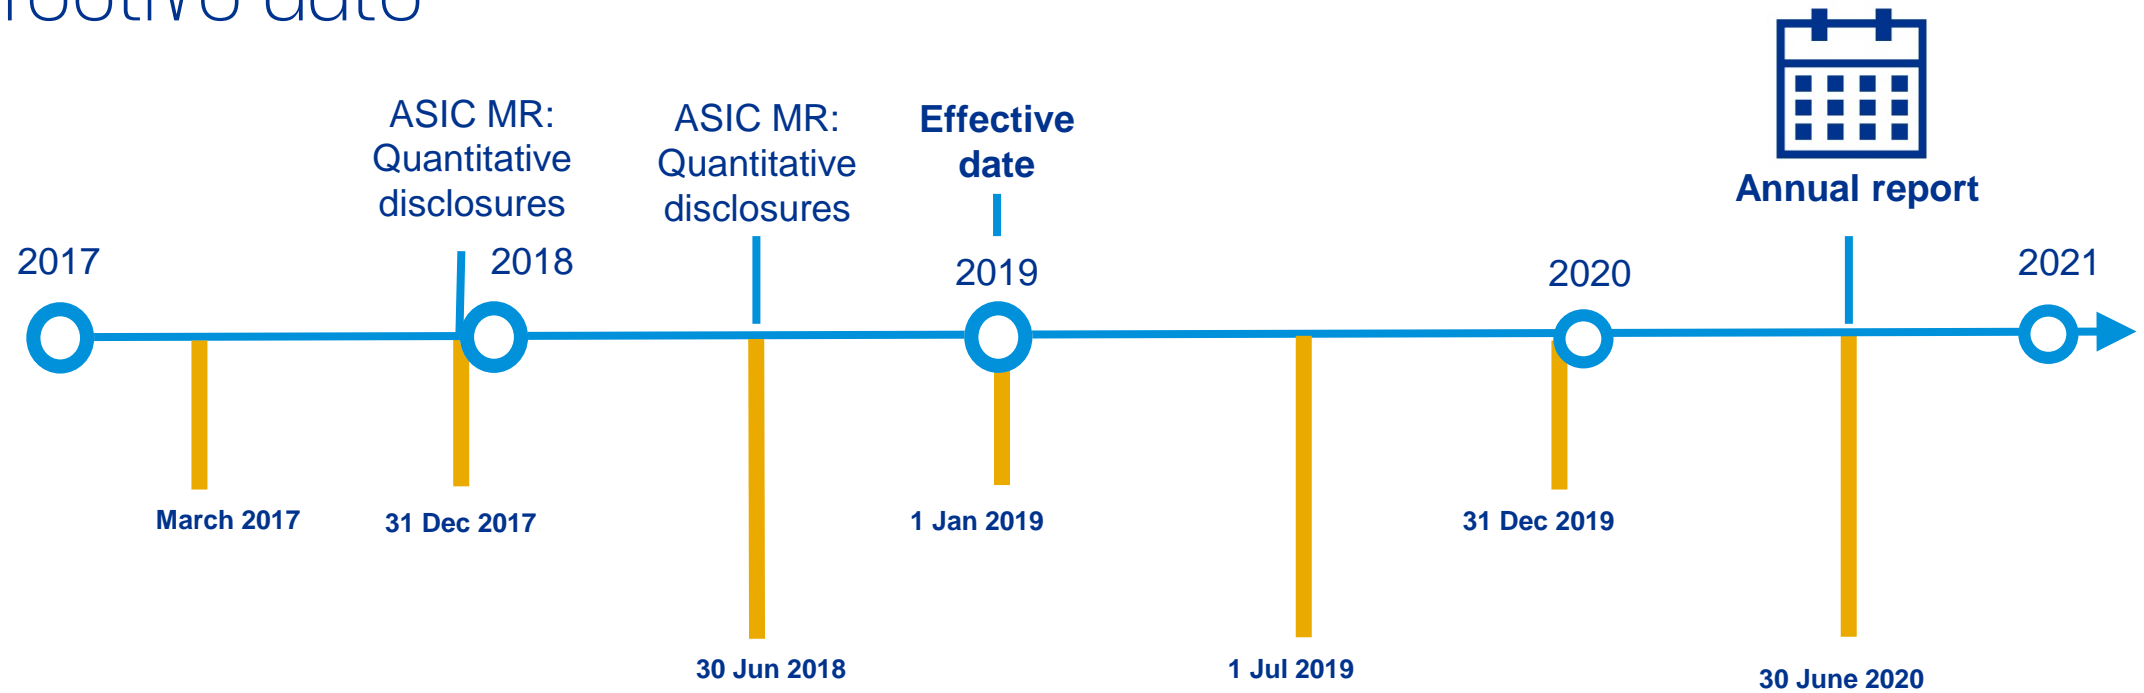 date
ASIC MR:
Quantitative
disclosures
ASIC MR:
Quantitative
disclosures
Effective
date
Annual report
2017
2018
2019
2020
2021
March 2017
31 Dec 2017
1 Jan 2019
31 Dec 2019
30 Jun 2018
1 Jul 2019
30 June 2020